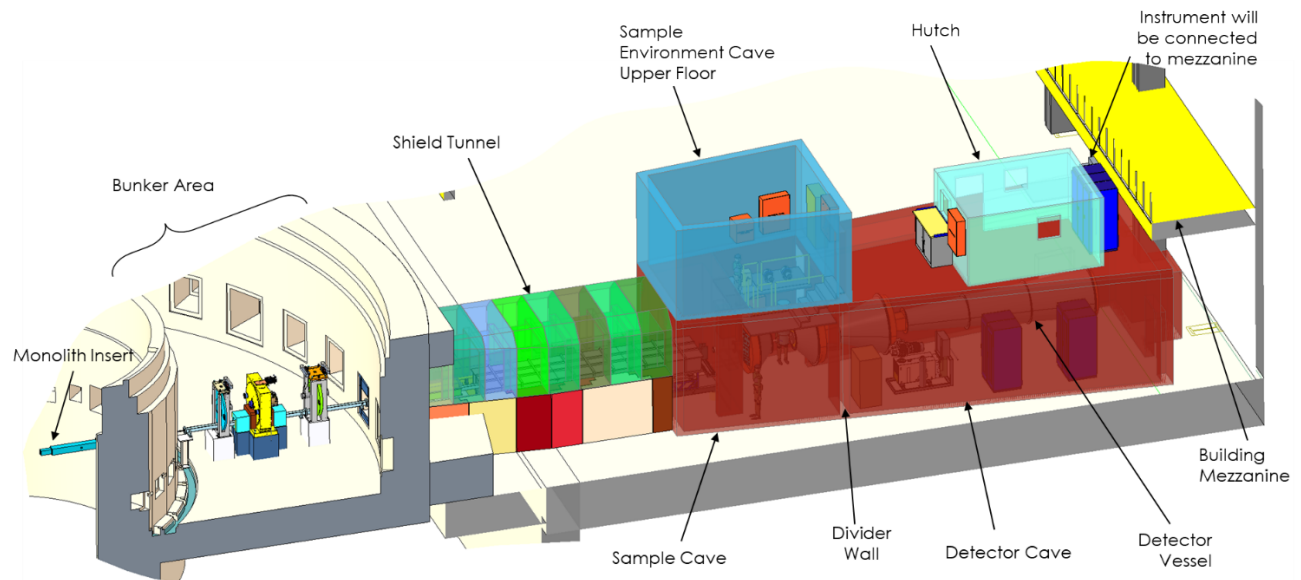 Sample
Environment Cave
Upper Floor
Hutch
Instrument will
be connected
to mezzanine
Shield Tunnel
Bunker Area
Monolith Insert
Building
Mezzanine
Divider
Wall
Detector
Vessel
Sample Cave
Detector Cave